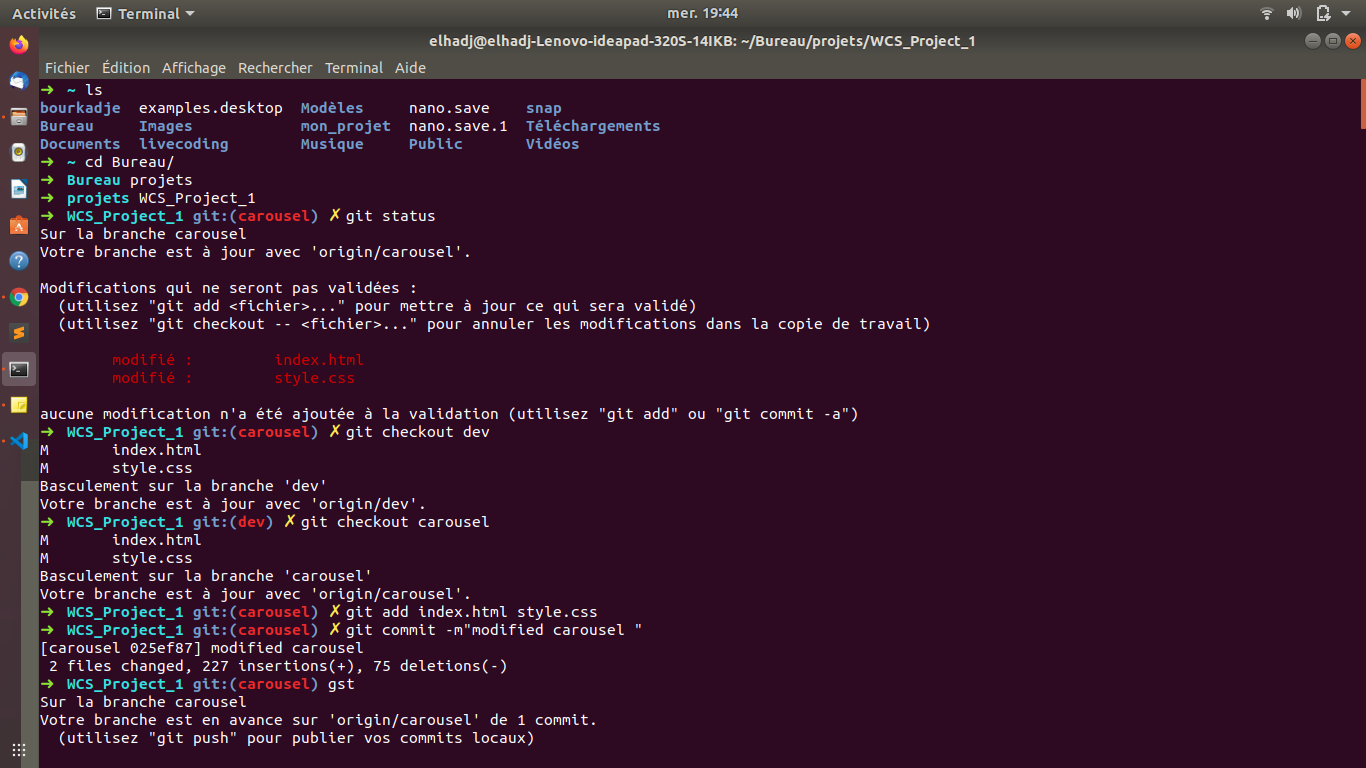 Activités Terminal mer. 19:44
elhadj@elhadj-Lenovo-ideapad-320S-14IKB: ~/Bureau/projets/WCS_Project_1
Fichier Édition Affichage Rechercher Terminal Aide
➜ ~ ls
bourkadje examples.desktop Modèles nano.save snap
Bureau Images mon_projet nano.save.1 Téléchargements
Documents livecoding Musique Public Vidéos
➜ ~ cd Bureau/
➜ Bureau projets
➜ projets WCS_Project_1
➜ WCS_Project_1 git:(carousel) ✗ git status
Sur la branche carousel
Votre branche est à jour avec 'origin/carousel'.
Modifications qui ne seront pas validées :
(utilisez "git add <fichier>..." pour mettre à jour ce qui sera validé)
(utilisez "git checkout -- <fichier>..." pour annuler les modifications dans la copie de travail)
modifié : index.html
modifié : style.css
aucune modification n'a été ajoutée à la validation (utilisez "git add" ou "git commit -a")
➜ WCS_Project_1 git:(carousel) ✗ git checkout dev
M index.html
M style.css
Basculement sur la branche 'dev'
Votre branche est à jour avec 'origin/dev'.
➜ WCS_Project_1 git:(dev) ✗ git checkout carousel
M index.html
M style.css
Basculement sur la branche 'carousel'
Votre branche est à jour avec 'origin/carousel'.
➜ WCS_Project_1 git:(carousel) ✗ git add index.html style.css
➜ WCS_Project_1 git:(carousel) ✗ git commit -m"modified carousel "
[carousel 025ef87] modified carousel
2 files changed, 227 insertions(+), 75 deletions(-)
➜ WCS_Project_1 git:(carousel) gst
Sur la branche carousel
Votre branche est en avance sur 'origin/carousel' de 1 commit.
(utilisez "git push" pour publier vos commits locaux)